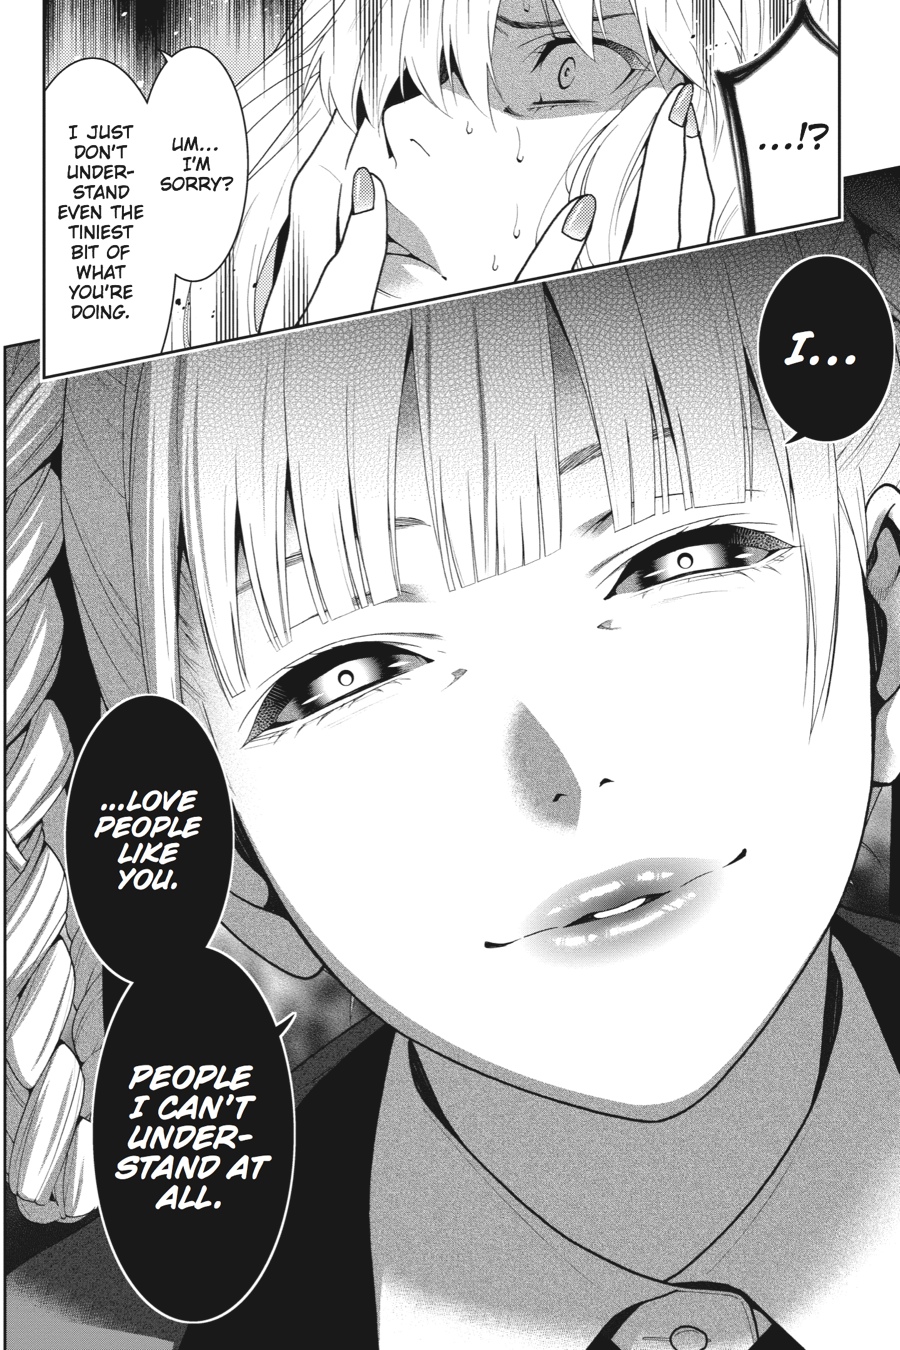 ...!?
UM...
I'M
SORRY?
I JUST
DON'T
UNDER-
STAND
EVEN THE
TINIEST
BIT OF
WHAT
YOU'RE
DOING.
I...
...LOVE
PEOPLE
LIKE
YOU.
PEOPLE
I CAN'T
UNDER-
STAND AT
ALL.